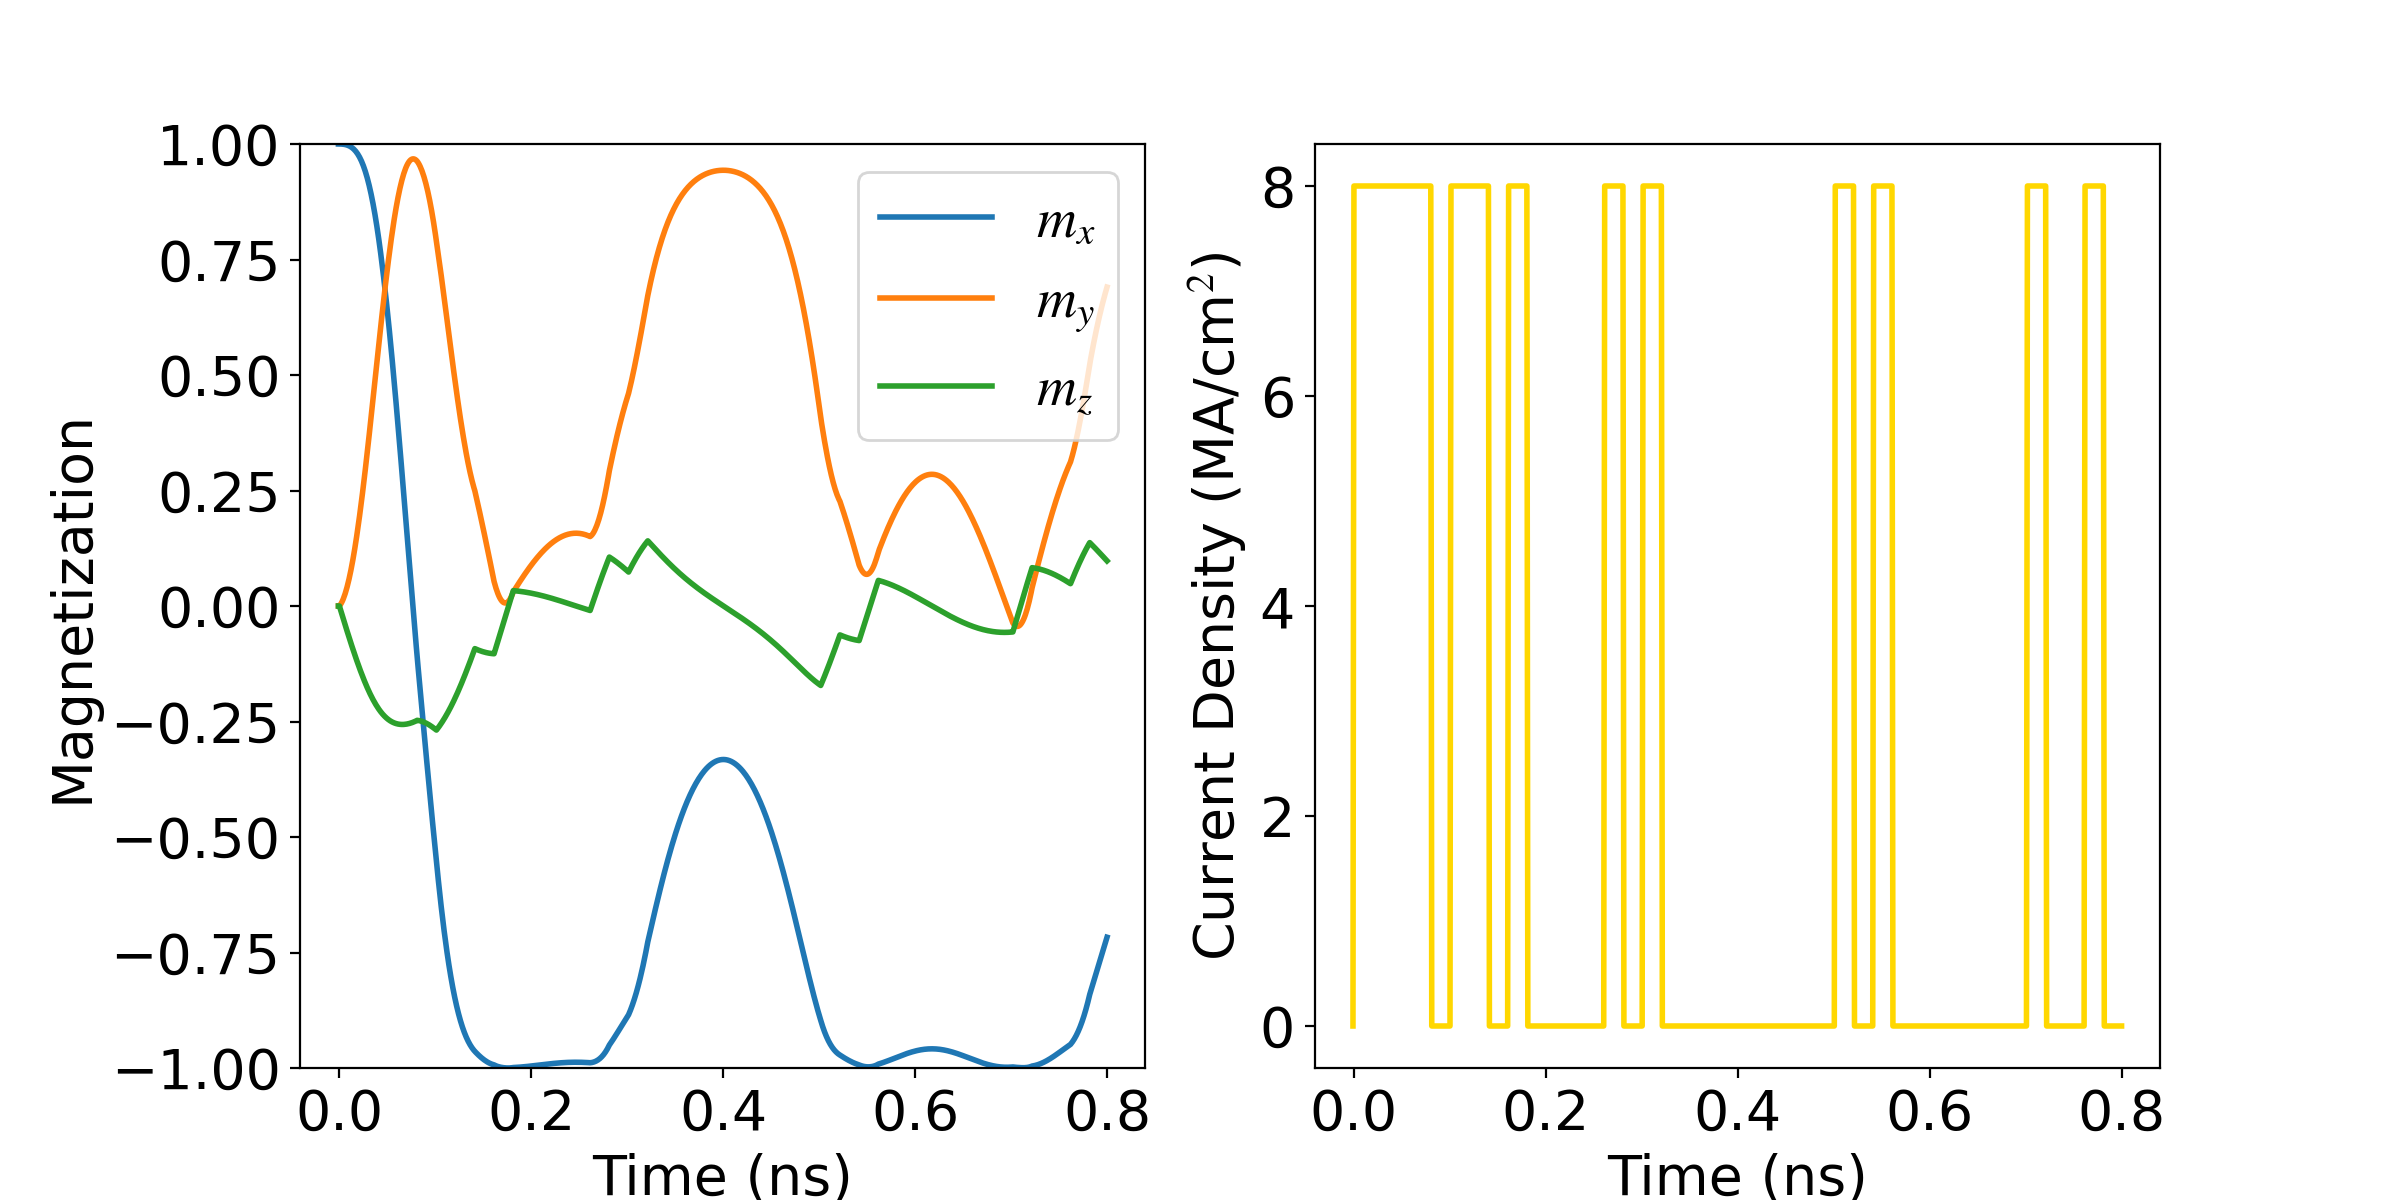 Magnetization
1.00
0.75
0.50
0.25
0.00
−0.25
−0.50
−0.75
−1.00
0.0 0.2 0.4 0.6 0.8
Time (ns)
m_x
m_y
m_z
Current Density (MA/cm²)
8
6
4
2
0
0.0 0.2 0.4 0.6 0.8
Time (ns)